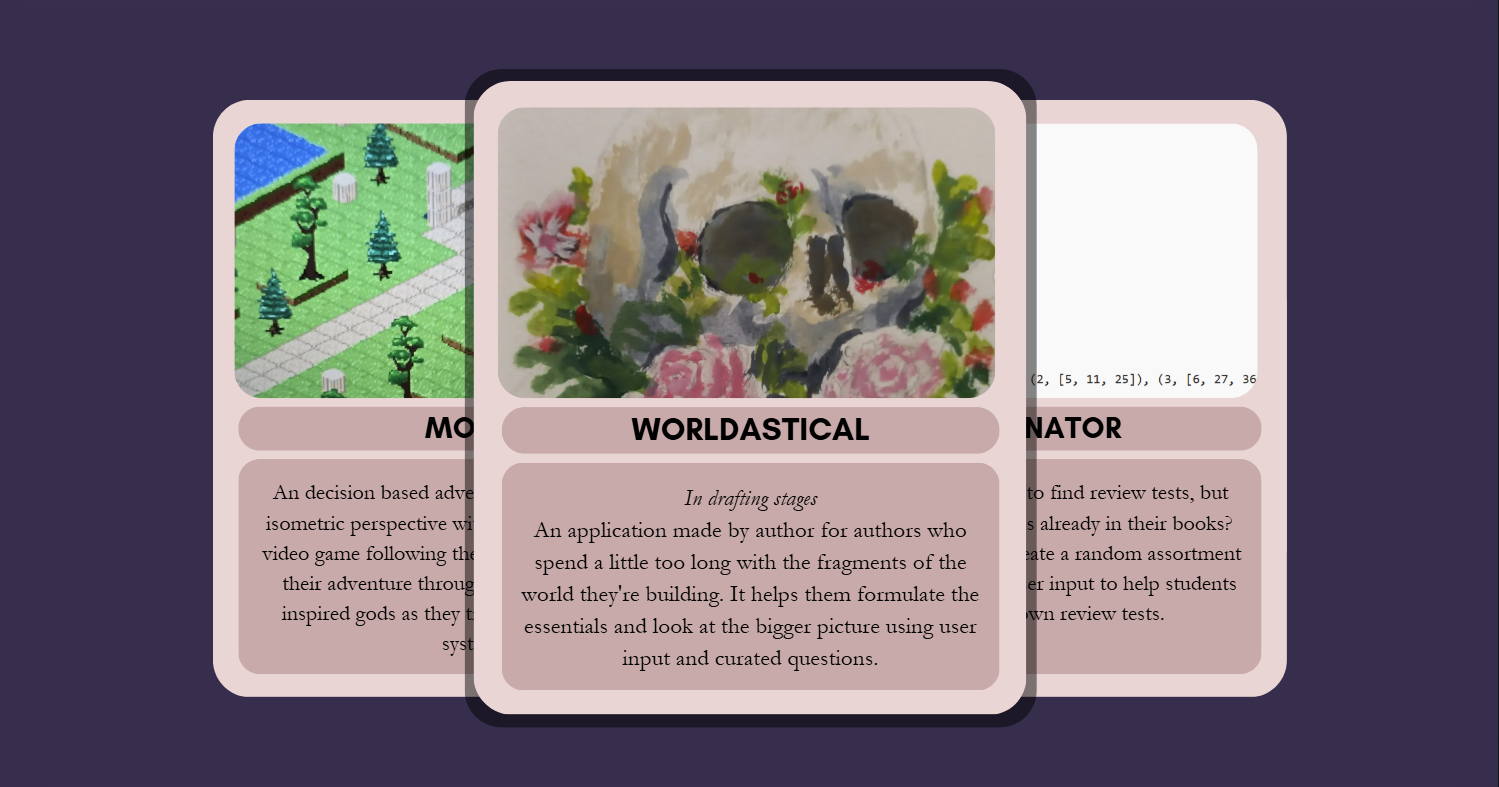 MO
An decision based adve
isometric perspective wi
video game following the
their adventure throug
inspired gods as they t
syst
WORLDASTICAL
In drafting stages
An application made by author for authors who
spend a little too long with the fragments of the
world they're building. It helps them formulate the
essentials and look at the bigger picture using user
input and curated questions.
(2, [5, 11, 25]), (3, [6, 27, 36
NATOR
to find review tests, but
s already in their books?
eate a random assortment
er input to help students
own review tests.